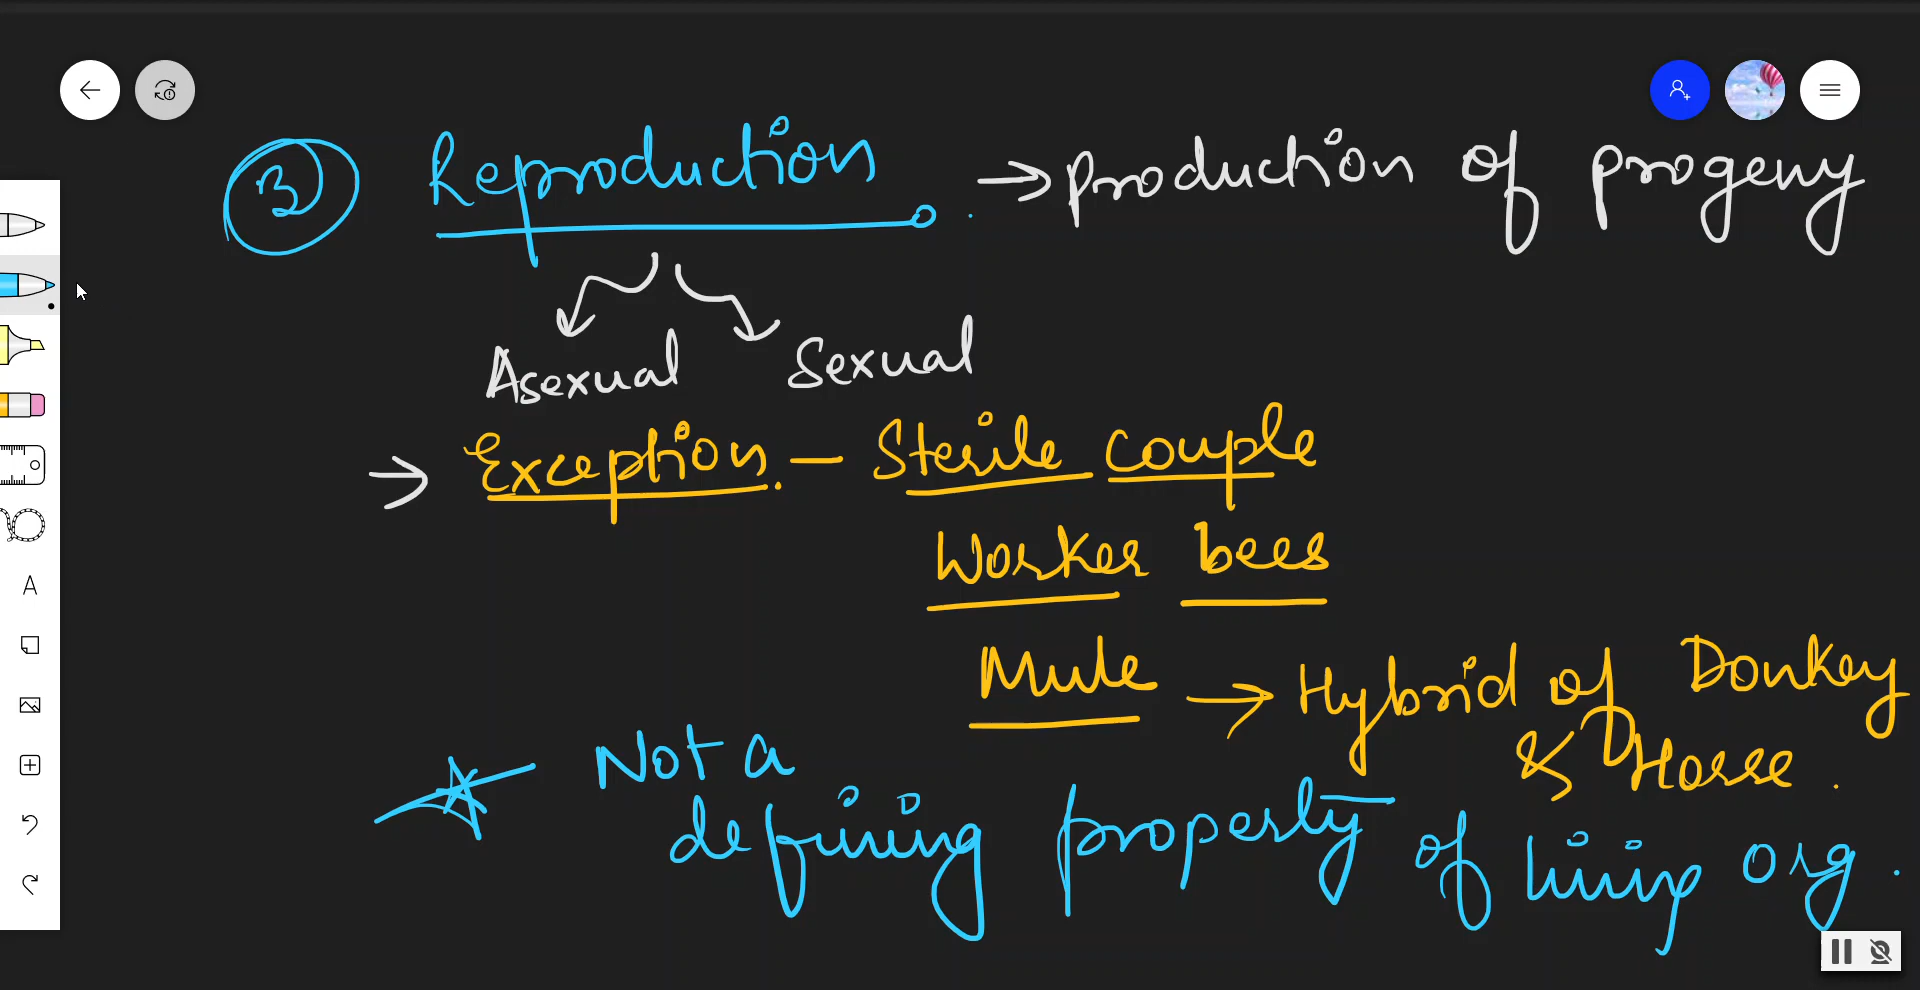 3 Reproduction. → production of progeny
Asexual Sexual
→ Exception. - Sterile couple
Worker bees
Mule → Hybrid of Donkey
& Horse.
Not a
defining property of living org.
A